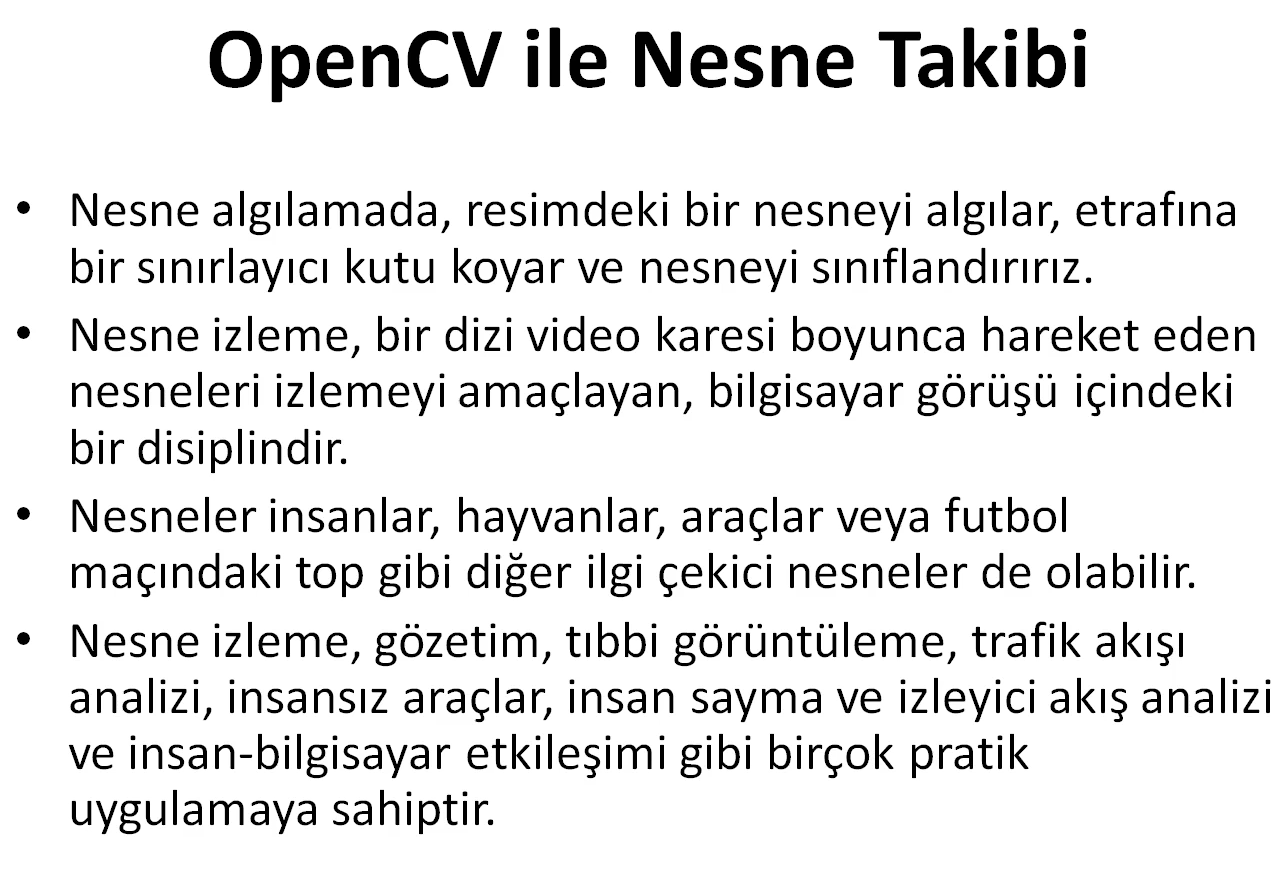 OpenCV ile Nesne Takibi
• Nesne algılamada, resimdeki bir nesneyi algılar, etrafına
bir sınırlayıcı kutu koyar ve nesneyi sınıflandırırız.
• Nesne izleme, bir dizi video karesi boyunca hareket eden
nesneleri izlemeyi amaçlayan, bilgisayar görüşü içindeki
bir disiplindir.
• Nesneler insanlar, hayvanlar, araçlar veya futbol
maçındaki top gibi diğer ilgi çekici nesneler de olabilir.
• Nesne izleme, gözetim, tıbbi görüntüleme, trafik akışı
analizi, insansız araçlar, insan sayma ve izleyici akış analizi
ve insan-bilgisayar etkileşimi gibi birçok pratik
uygulamaya sahiptir.